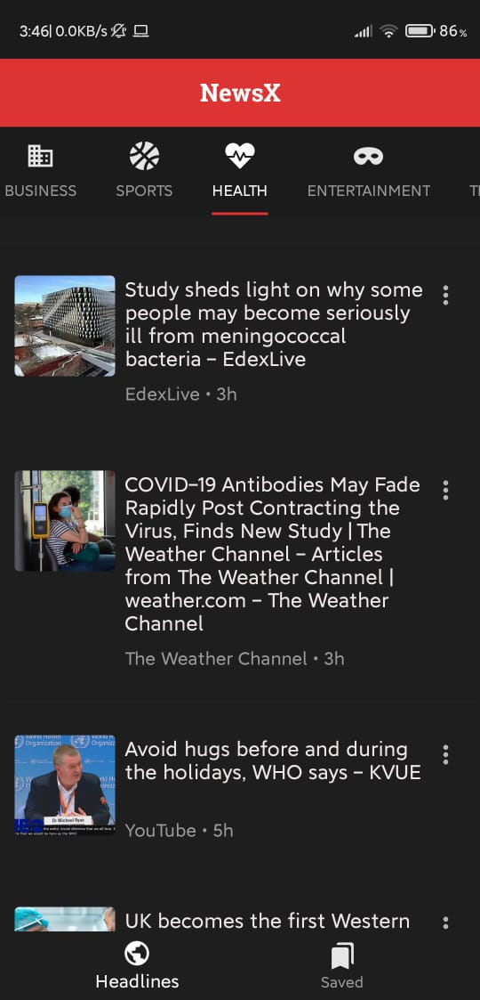 3:46| 0.0KB/s
86%
NewsX
BUSINESS SPORTS HEALTH ENTERTAINMENT
Study sheds light on why some
people may become seriously
ill from meningococcal
bacteria – EdexLive
EdexLive • 3h
COVID-19 Antibodies May Fade
Rapidly Post Contracting the
Virus, Finds New Study | The
Weather Channel – Articles
from The Weather Channel |
weather.com – The Weather
Channel
The Weather Channel • 3h
World Health
Organization
Dr Michael Ryan
Avoid hugs before and during
the holidays, WHO says – KVUE
YouTube • 5h
UK becomes the first Western
Headlines
Saved